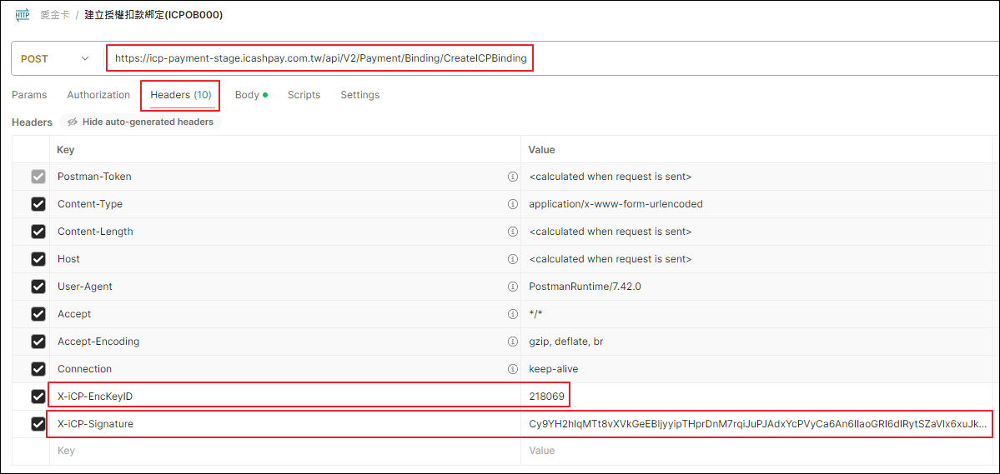 HTTP 愛金卡 / 建立授權扣款綁定(ICPOB000)
POST https://icp-payment-stage.icashpay.com.tw/api/V2/Payment/Binding/CreateICPBinding
Params Authorization Headers (10) Body Scripts Settings
Headers Hide auto-generated headers
Key Value
Postman-Token <calculated when request is sent>
Content-Type application/x-www-form-urlencoded
Content-Length <calculated when request is sent>
Host <calculated when request is sent>
User-Agent PostmanRuntime/7.42.0
Accept */*
Accept-Encoding gzip, deflate, br
Connection keep-alive
X-iCP-EncKeyID 218069
X-iCP-Signature
Key Value